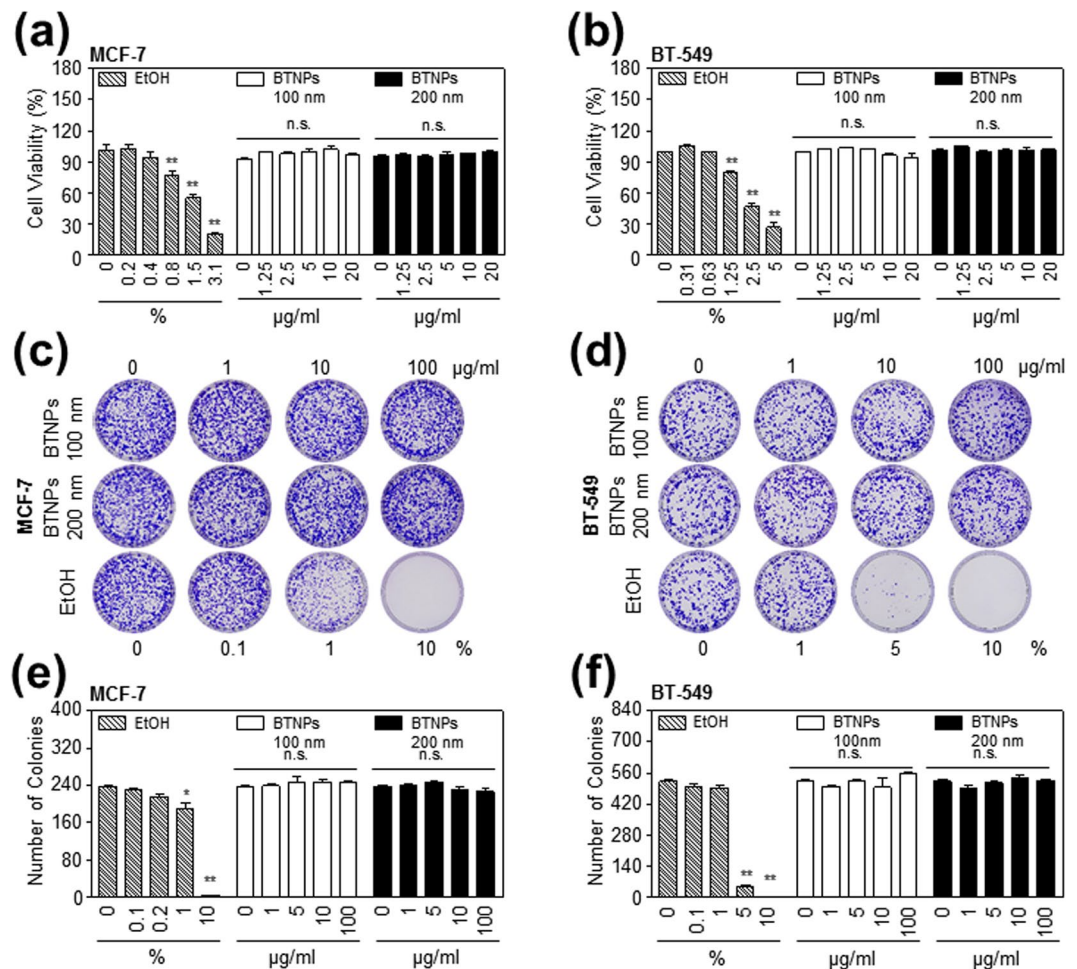 (a)
MCF-7
Cell Viability (%)
180
150
120
90
60
30
0
EtOH
BTNPs
100 nm
BTNPs
200 nm
n.s.
n.s.
**
**
**
0 0.2 0.4 0.8 1.5 3.1
0 1.25 2.5 5 10 20
0 1.25 2.5 5 10 20
% µg/ml µg/ml
(b)
BT-549
Cell Viability (%)
180
150
120
90
60
30
0
EtOH
BTNPs
100 nm
BTNPs
200 nm
n.s.
n.s.
**
**
**
0 0.31 0.63 1.25 2.5 5
0 1.25 2.5 5 10 20
0 1.25 2.5 5 10 20
% µg/ml µg/ml
(c)
0 1 10 100 µg/ml
MCF-7
BTNPs
100 nm
BTNPs
200 nm
EtOH
0 0.1 1 10 %
(d)
0 1 10 100 µg/ml
BT-549
BTNPs
100 nm
BTNPs
200 nm
EtOH
0 1 5 10 %
(e)
MCF-7
Number of Colonies
400
320
240
160
80
0
EtOH
BTNPs
100 nm
BTNPs
200 nm
n.s.
n.s.
*
**
0 0.1 0.2 1 10
0 1 5 10 100
0 1 5 10 100
% µg/ml µg/ml
(f)
BT-549
Number of Colonies
840
700
560
420
280
140
0
EtOH
BTNPs
100nm
BTNPs
200 nm
n.s.
n.s.
** **
0 0.1 1 5 10
0 1 5 10 100
0 1 5 10 100
% µg/ml µg/ml